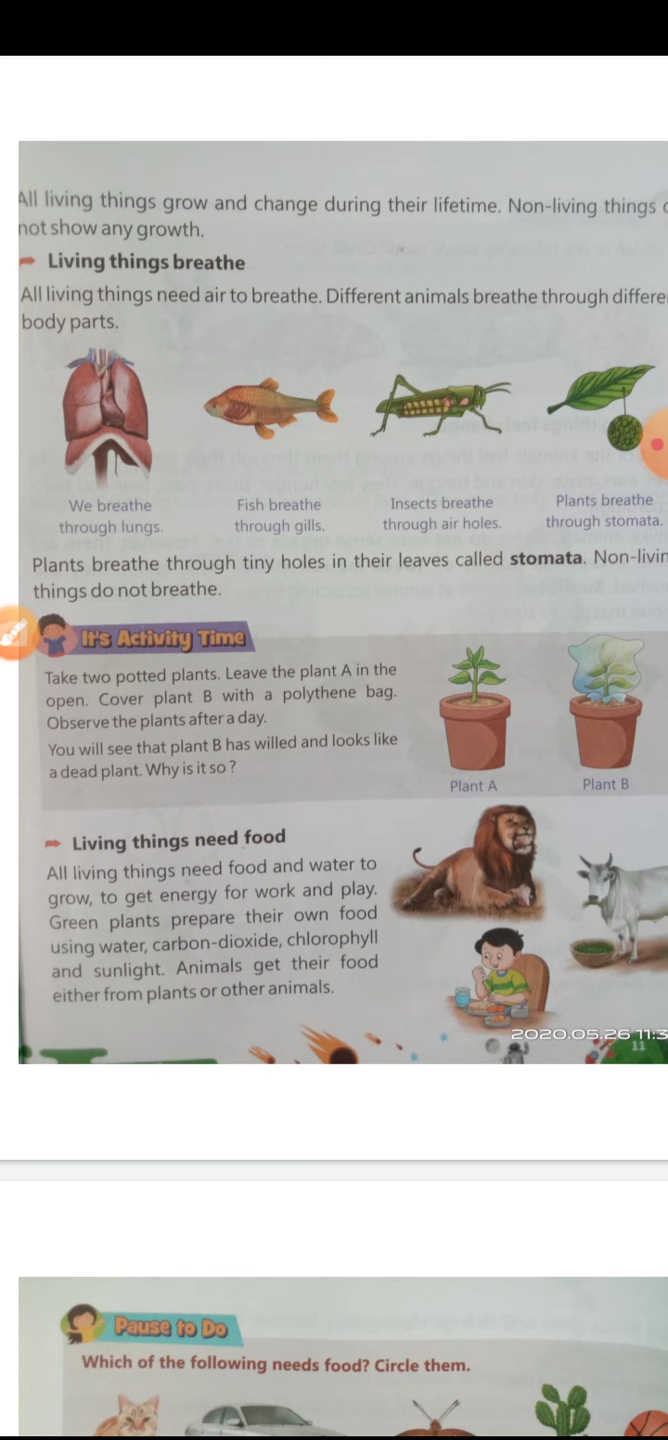 All living things grow and change during their lifetime. Non-living things
not show any growth.
Living things breathe
All living things need air to breathe. Different animals breathe through
body parts.
We breathe
through lungs.
Fish breathe
through gills.
Insects breathe
through air holes.
Plants breathe
through stomata.
Plants breathe through tiny holes in their leaves called stomata.
things do not breathe.
It's Activity Time
Take two potted plants. Leave the plant A in the
open. Cover plant B with a polythene bag.
Observe the plants after a day.
You will see that plant B has willed and looks like
a dead plant. Why is it so?
Plant A
Plant B
Living things need food
All living things need food and water to
grow, to get energy for work and play.
Green plants prepare their own food
using water, carbon-dioxide, chlorophyll
and sunlight. Animals get their food
either from plants or other animals.
2020.05.26 11:3
11
Pause to Do
Which of the following needs food? Circle them.